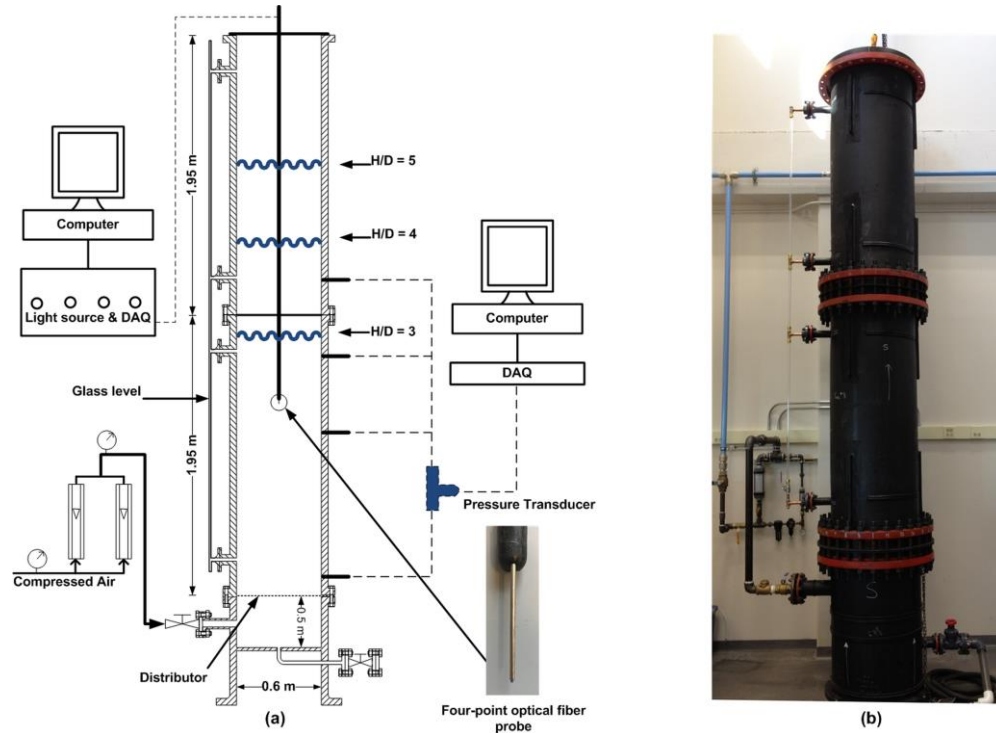 H/D = 5
1.95 m
Computer
H/D = 4
Light source & DAQ
H/D = 3
Computer
DAQ
Glass level
1.95 m
Pressure Transducer
Compressed Air
0.5 m
Distributor
0.6 m
Four-point optical fiber
probe
(a)
S
S
(b)